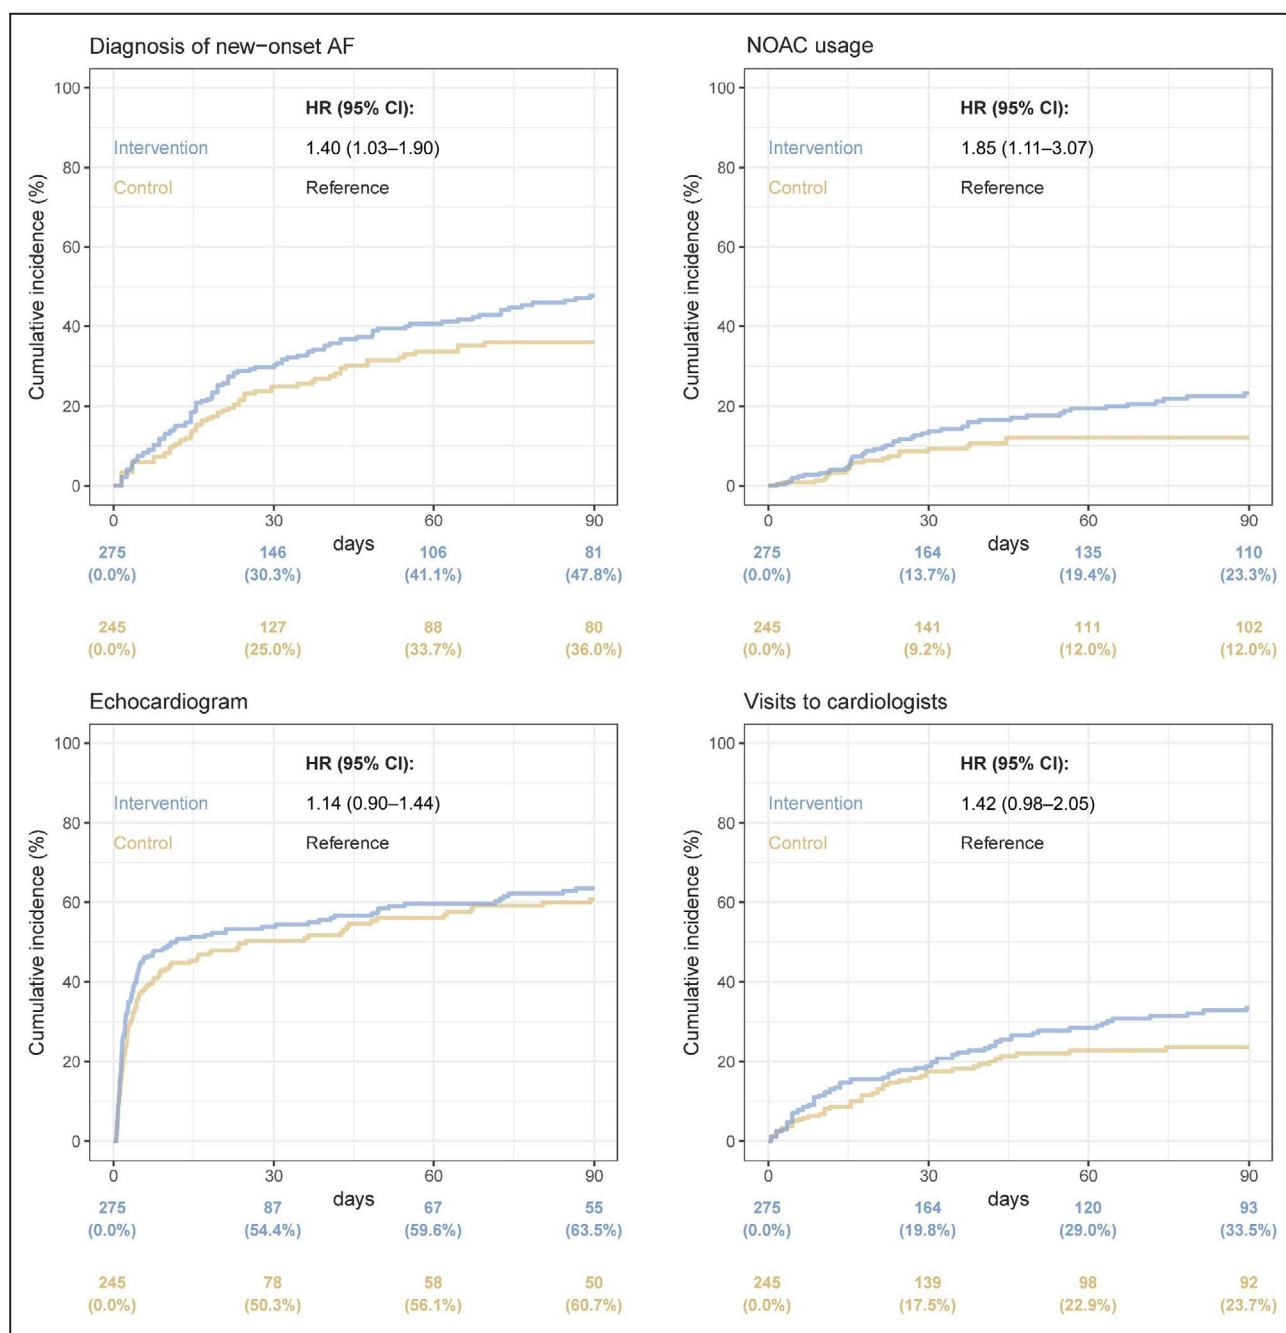 Diagnosis of new-onset AF
Cumulative incidence (%)
100
80
60
40
20
0
HR (95% CI):
Intervention 1.40 (1.03–1.90)
Control Reference
0 30 60 90
days
275 146 106 81
(0.0%) (30.3%) (41.1%) (47.8%)
245 127 88 80
(0.0%) (25.0%) (33.7%) (36.0%)
NOAC usage
Cumulative incidence (%)
100
80
60
40
20
0
HR (95% CI):
Intervention 1.85 (1.11–3.07)
Control Reference
0 30 60 90
days
275 164 135 110
(0.0%) (13.7%) (19.4%) (23.3%)
245 141 111 102
(0.0%) (9.2%) (12.0%) (12.0%)
Echocardiogram
Cumulative incidence (%)
100
80
60
40
20
0
HR (95% CI):
Intervention 1.14 (0.90–1.44)
Control Reference
0 30 60 90
days
275 87 67 55
(0.0%) (54.4%) (59.6%) (63.5%)
245 78 58 50
(0.0%) (50.3%) (56.1%) (60.7%)
Visits to cardiologists
Cumulative incidence (%)
100
80
60
40
20
0
HR (95% CI):
Intervention 1.42 (0.98–2.05)
Control Reference
0 30 60 90
days
275 164 120 93
(0.0%) (19.8%) (29.0%) (33.5%)
245 139 98 92
(0.0%) (17.5%) (22.9%) (23.7%)